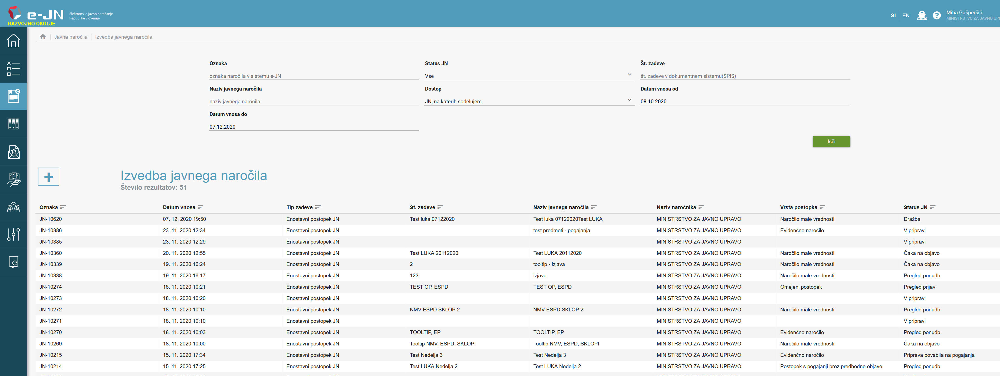 e-JN
Elektronsko javno naročanje
Republike Slovenije
RAZVOJNO OKOLJE
SI EN
?
Miha Gašperšič
MINISTRSTVO ZA JAVNO
Javna naročila Izvedba javnega naročila
Oznaka Status JN Št. zadeve
oznaka naročila v sistemu e-JN Vse št. zadeve v dokumentnem sistemu(SPIS)
Naziv javnega naročila Dostop Datum vnosa od
naziv javnega naročila JN, na katerih sodelujem 08.10.2020
Datum vnosa do
07.12.2020
Išči
Izvedba javnega naročila
Število rezultatov: 51
Oznaka Datum vnosa Tip zadeve Št. zadeve Naziv javnega naročila Naziv naročnika Vrsta postopka Status JN
JN-10620 07. 12. 2020 19:50 Enostavni postopek JN Test luka 07122020 Test luka 07122020Test LUKA MINISTRSTVO ZA JAVNO UPRAVO Naročilo male vrednosti Dražba
JN-10386 23. 11. 2020 12:34 Enostavni postopek JN test predmeti - pogajanja MINISTRSTVO ZA JAVNO UPRAVO Evidenčno naročilo V pripravi
JN-10385 23. 11. 2020 12:29 Enostavni postopek JN MINISTRSTVO ZA JAVNO UPRAVO V pripravi
JN-10360 20. 11. 2020 12:55 Enostavni postopek JN Test LUKA 20112020 Test LUKA 20112020 MINISTRSTVO ZA JAVNO UPRAVO Naročilo male vrednosti Čaka na objavo
JN-10339 19. 11. 2020 16:24 Enostavni postopek JN 2 tooltip - izjava MINISTRSTVO ZA JAVNO UPRAVO Naročilo male vrednosti Čaka na objavo
JN-10338 19. 11. 2020 16:17 Enostavni postopek JN 123 izjava MINISTRSTVO ZA JAVNO UPRAVO Naročilo male vrednosti Pregled ponudb
JN-10274 18. 11. 2020 10:21 Enostavni postopek JN TEST OP, ESPD TEST OP, ESPD MINISTRSTVO ZA JAVNO UPRAVO Omejeni postopek Pregled prijav
JN-10273 18. 11. 2020 10:20 Enostavni postopek JN MINISTRSTVO ZA JAVNO UPRAVO V pripravi
JN-10272 18. 11. 2020 10:10 Enostavni postopek JN NMV ESPD SKLOP 2 NMV ESPD SKLOP 2 MINISTRSTVO ZA JAVNO UPRAVO Naročilo male vrednosti Pregled ponudb
JN-10271 18. 11. 2020 10:10 Enostavni postopek JN MINISTRSTVO ZA JAVNO UPRAVO V pripravi
JN-10270 18. 11. 2020 10:03 Enostavni postopek JN TOOLTIP, EP TOOLTIP, EP MINISTRSTVO ZA JAVNO UPRAVO Evidenčno naročilo Pregled ponudb
JN-10269 18. 11. 2020 10:00 Enostavni postopek JN Tooltip NMV, ESPD, SKLOPI Tooltip NMV, ESPD, SKLOPI MINISTRSTVO ZA JAVNO UPRAVO Naročilo male vrednosti Čaka na objavo
JN-10215 15. 11. 2020 17:34 Enostavni postopek JN Test Nedelja 3 Test Nedelja 3 MINISTRSTVO ZA JAVNO UPRAVO Evidenčno naročilo Priprava povabila na pogajanja
JN-10214 15. 11. 2020 17:25 Enostavni postopek JN Test LUKA Nedelja 2 Test LUKA Nedelja 2 MINISTRSTVO ZA JAVNO UPRAVO Postopek s pogajanji brez predhodne objave Pregled ponudb